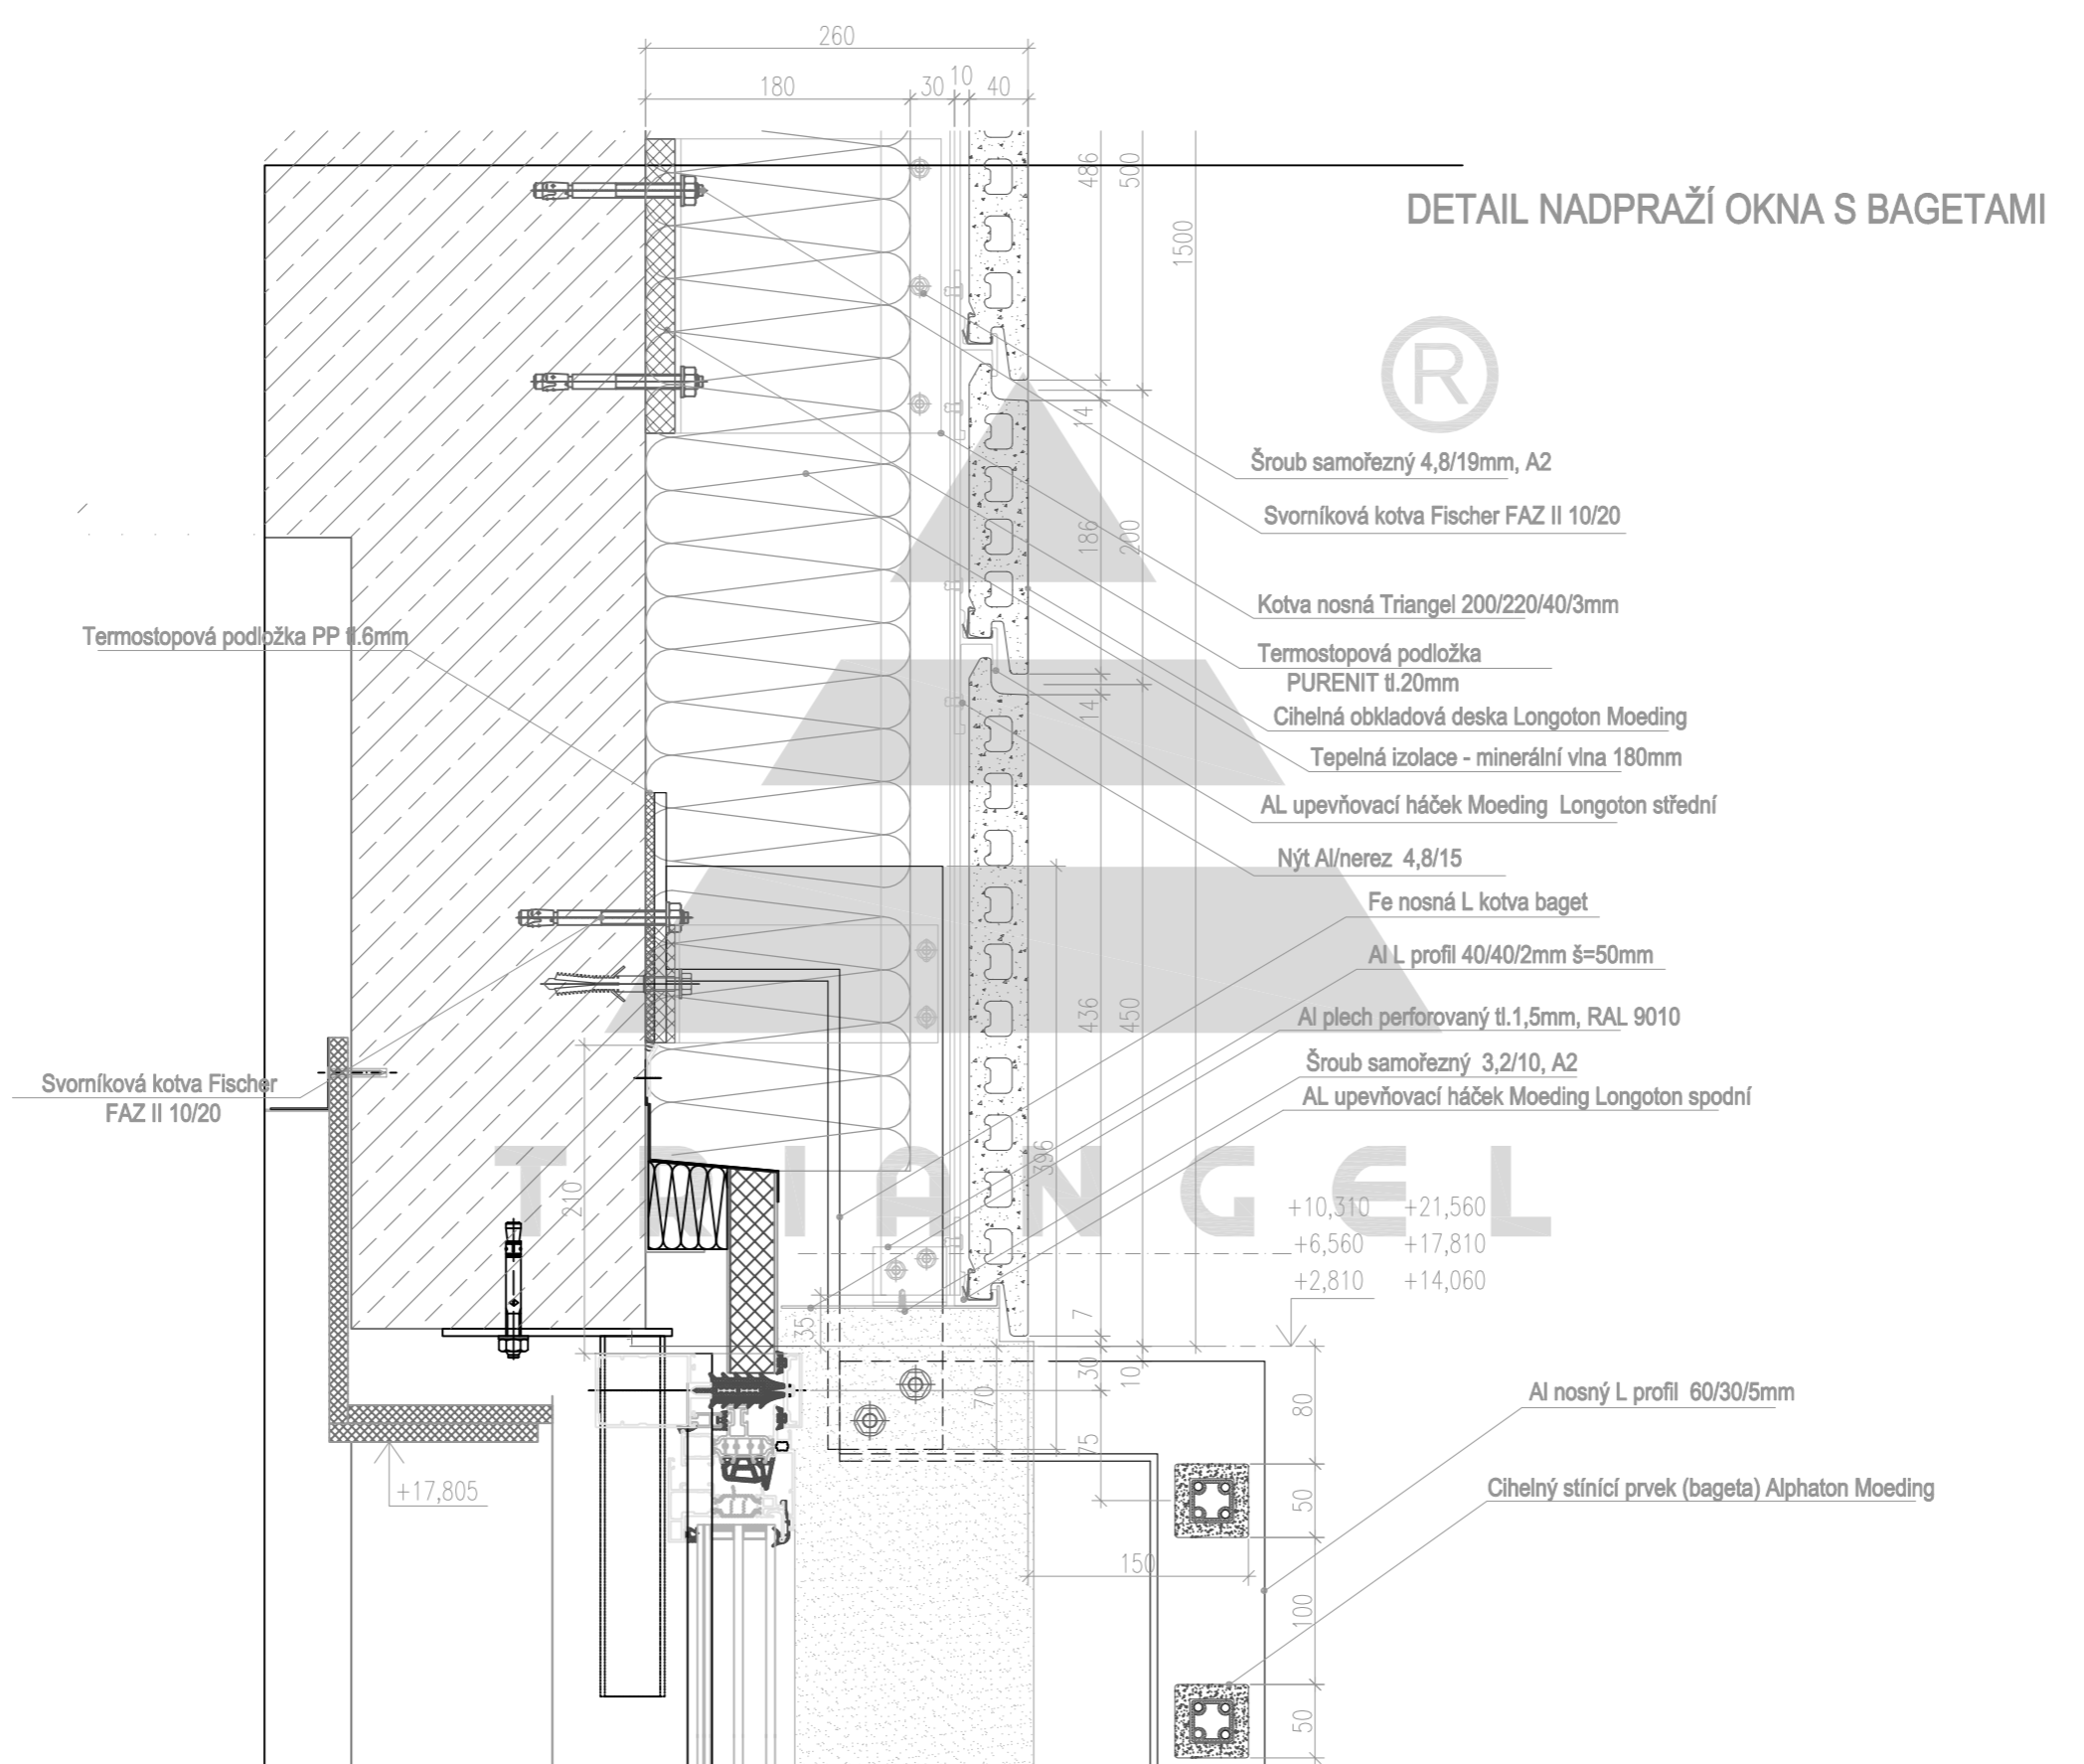 260
180
30
10
40
DETAIL NADPRAŽÍ OKNA S BAGETAMI
486
500
1500
®
14
Šroub samořezný 4,8/19mm, A2
Svorníková kotva Fischer FAZ II 10/20
186
200
Kotva nosná Triangel 200/220/40/3mm
Termostopová podložka PP tl.6mm
Termostopová podložka
PURENIT tl.20mm
14
Cihelná obkladová deska Longoton Moeding
Tepelná izolace - minerální vlna 180mm
AL upevňovací háček Moeding Longoton střední
Nýt Al/nerez 4,8/15
Fe nosná L kotva baget
Al L profil 40/40/2mm š=50mm
436
450
Al plech perforovaný tl.1,5mm, RAL 9010
Šroub samořezný 3,2/10, A2
AL upevňovací háček Moeding Longoton spodní
Svorníková kotva Fischer
FAZ II 10/20
396
TRIANGEL
210
+10,310 +21,560
+6,560 +17,810
+2,810 +14,060
35
7
30
10
70
75
80
Al nosný L profil 60/30/5mm
+17,805
50
Cihelný stínící prvek (bageta) Alphaton Moeding
150
100
50